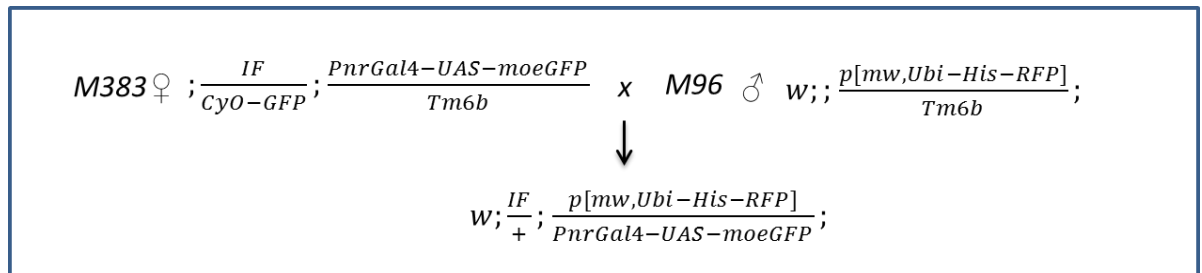 M383♀ ; IF/CyO−GFP ; PnrGal4−UAS−moeGFP/Tm6b x M96 ♂ w;; p[mw,Ubi−His−RFP]/Tm6b ;
↓
w; IF/+ ; p[mw,Ubi−His−RFP]/PnrGal4−UAS−moeGFP ;